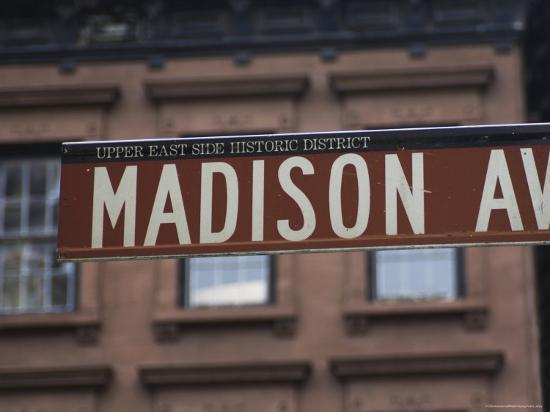 UPPER EAST SIDE HISTORIC DISTRICT
MADISON AV